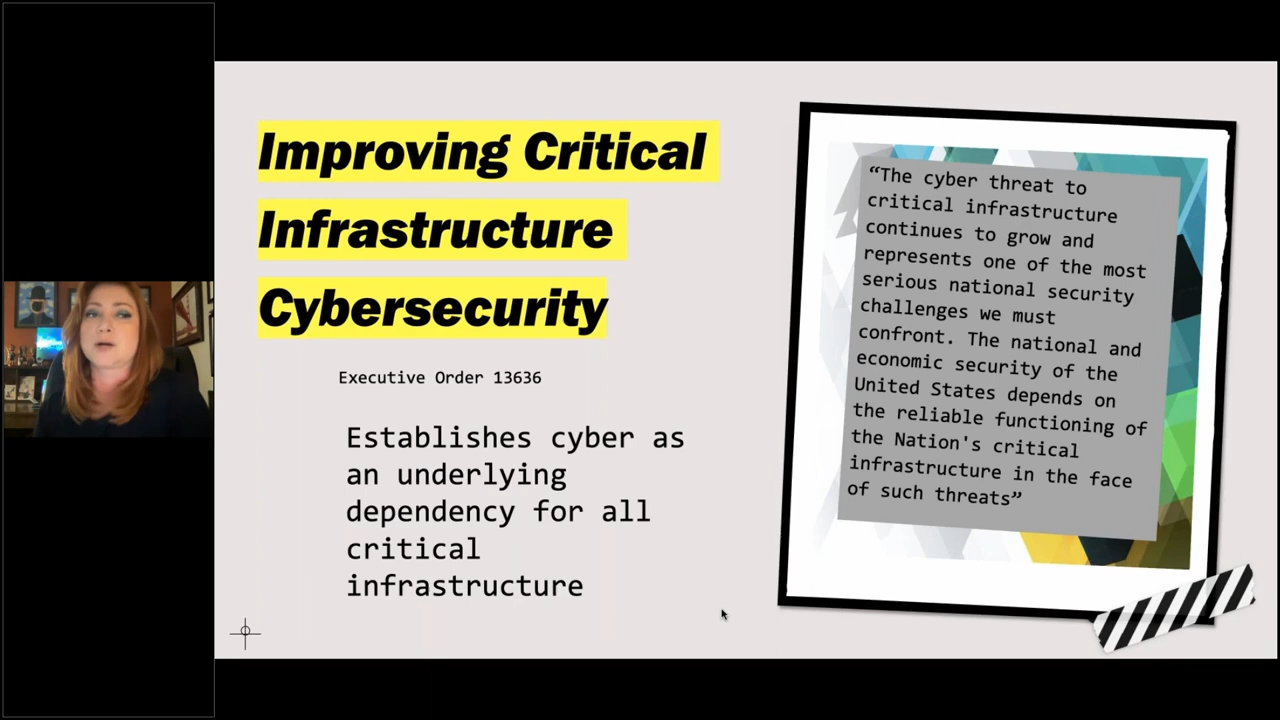 Improving Critical
Infrastructure
Cybersecurity
Executive Order 13636
Establishes cyber as
an underlying
dependency for all
critical
infrastructure
“The cyber threat to
critical infrastructure
continues to grow and
represents one of the most
serious national security
challenges we must
confront. The national and
economic security of the
United States depends on
the reliable functioning of
the Nation's critical
infrastructure in the face
of such threats”